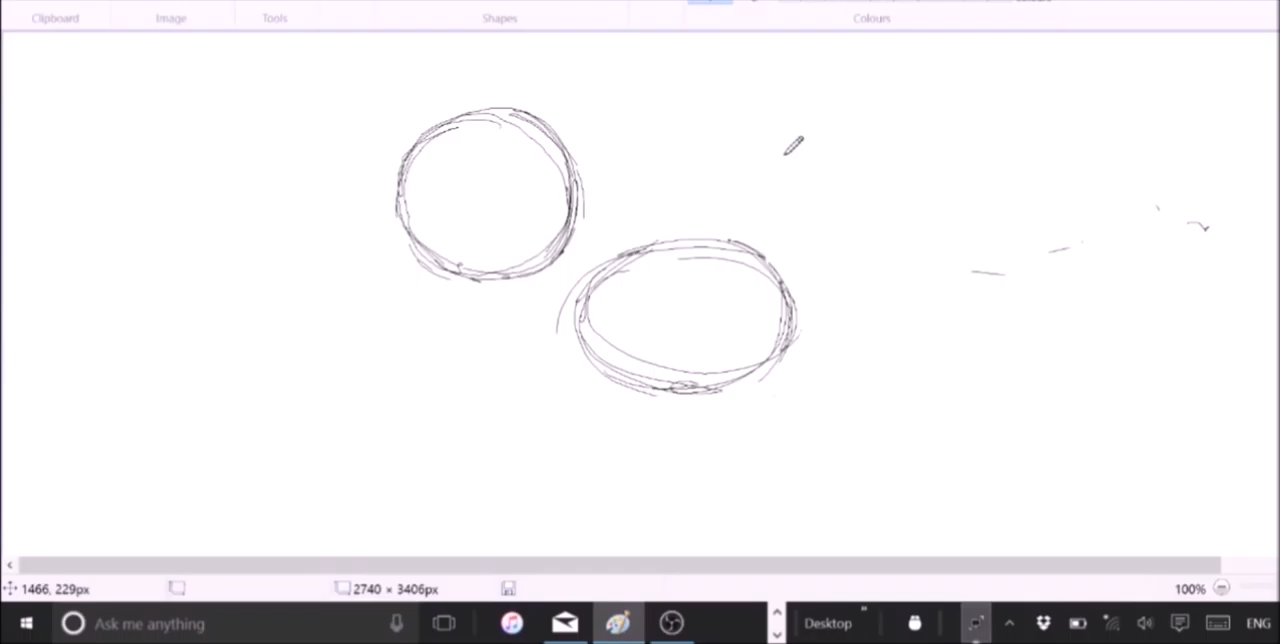 Clipboard Image Tools Shapes Colours
1466, 229px 2740 × 3406px 100%
Ask me anything Desktop " ENG